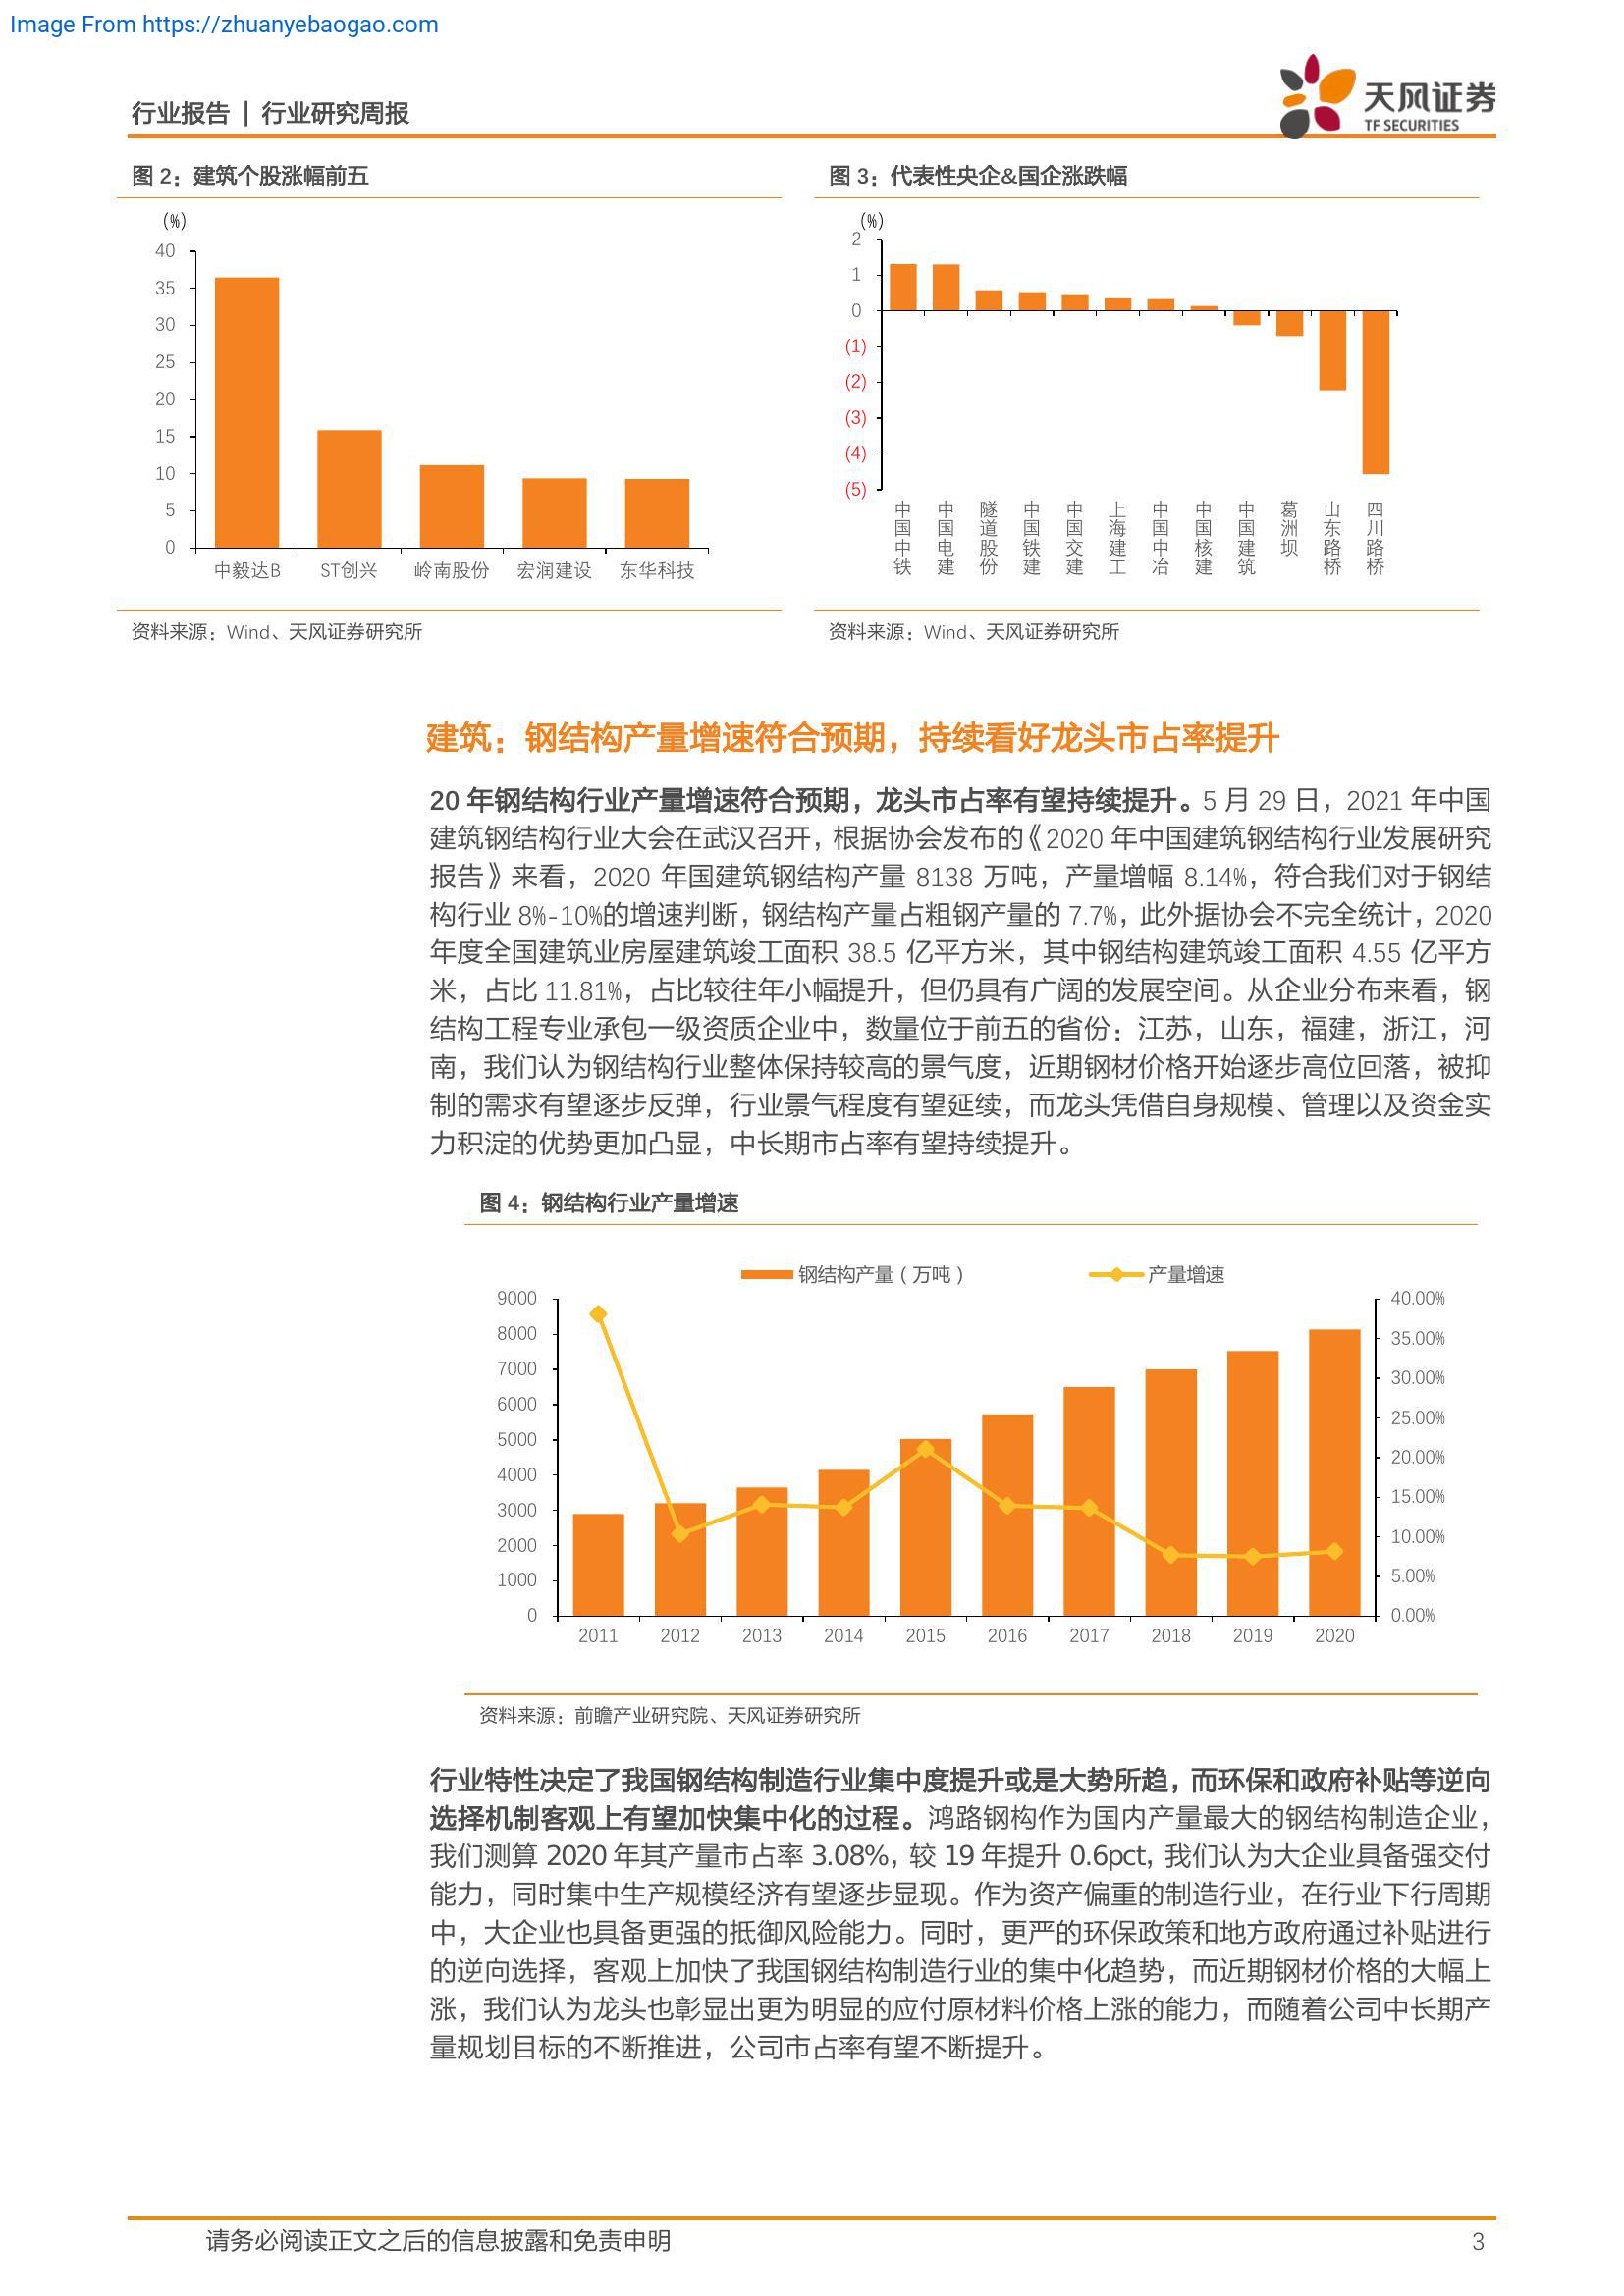 Image From https://zhuanyebaogao.com
行业报告 | 行业研究周报
天风证券
TF SECURITIES
图 2：建筑个股涨幅前五
(%)
40
35
30
25
20
15
10
5
0
中毅达B ST创兴 岭南股份 宏润建设 东华科技
资料来源：Wind、天风证券研究所
图 3：代表性央企&国企涨跌幅
(%)
2
1
0
(1)
(2)
(3)
(4)
(5)
中国中铁 中国电建 隧道股份 中国铁建 中国交建 上海建工 中国中冶 中国核建 中国建筑 葛洲坝 山东路桥 四川路桥
资料来源：Wind、天风证券研究所
建筑：钢结构产量增速符合预期，持续看好龙头市占率提升
20 年钢结构行业产量增速符合预期，龙头市占率有望持续提升。5 月 29 日，2021 年中国
建筑钢结构行业大会在武汉召开，根据协会发布的《2020 年中国建筑钢结构行业发展研究
报告》来看，2020 年国建筑钢结构产量 8138 万吨，产量增幅 8.14%，符合我们对于钢结
构行业 8%-10%的增速判断，钢结构产量占粗钢产量的 7.7%，此外据协会不完全统计，2020
年度全国建筑业房屋建筑竣工面积 38.5 亿平方米，其中钢结构建筑竣工面积 4.55 亿平方
米，占比 11.81%，占比较往年小幅提升，但仍具有广阔的发展空间。从企业分布来看，钢
结构工程专业承包一级资质企业中，数量位于前五的省份：江苏，山东，福建，浙江，河
南，我们认为钢结构行业整体保持较高的景气度，近期钢材价格开始逐步高位回落，被抑
制的需求有望逐步反弹，行业景气程度有望延续，而龙头凭借自身规模、管理以及资金实
力积淀的优势更加凸显，中长期市占率有望持续提升。
图 4：钢结构行业产量增速
钢结构产量（万吨） 产量增速
9000
8000
7000
6000
5000
4000
3000
2000
1000
0
40.00%
35.00%
30.00%
25.00%
20.00%
15.00%
10.00%
5.00%
0.00%
2011 2012 2013 2014 2015 2016 2017 2018 2019 2020
资料来源：前瞻产业研究院、天风证券研究所
行业特性决定了我国钢结构制造行业集中度提升或是大势所趋，而环保和政府补贴等逆向
选择机制客观上有望加快集中化的过程。鸿路钢构作为国内产量最大的钢结构制造企业，
我们测算 2020 年其产量市占率 3.08%，较 19 年提升 0.6pct，我们认为大企业具备强交付
能力，同时集中生产规模经济有望逐步显现。作为资产偏重的制造行业，在行业下行周期
中，大企业也具备更强的抵御风险能力。同时，更严的环保政策和地方政府通过补贴进行
的逆向选择，客观上加快了我国钢结构制造行业的集中化趋势，而近期钢材价格的大幅上
涨，我们认为龙头也彰显出更为明显的应付原材料价格上涨的能力，而随着公司中长期产
量规划目标的不断推进，公司市占率有望不断提升。
请务必阅读正文之后的信息披露和免责申明
3